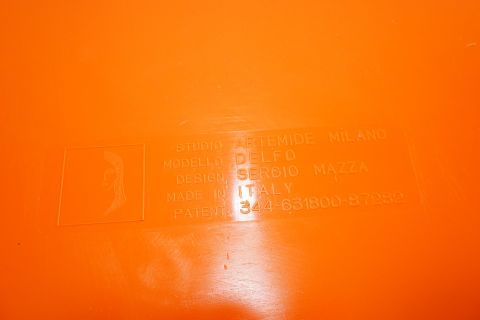 STUDIO ARTEMIDE MILANO
MODELLO DELFO
DESIGN SERGIO MAZZA
MADE IN ITALY
PATENT. 344-631800-87282